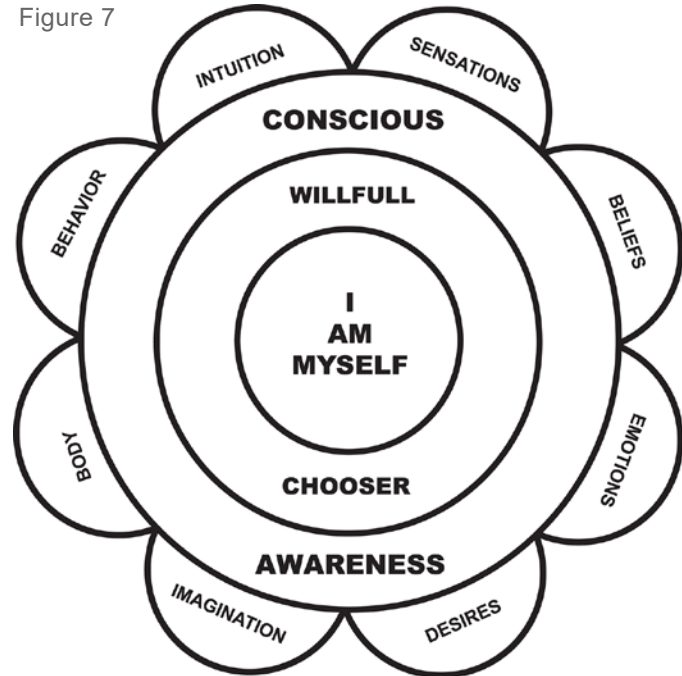 Figure 7
INTUITION
SENSATIONS
CONSCIOUS
WILLFULL
BEHAVIOR
BELIEFS
I
AM
MYSELF
BODY
EMOTIONS
CHOOSER
AWARENESS
IMAGINATION
DESIRES